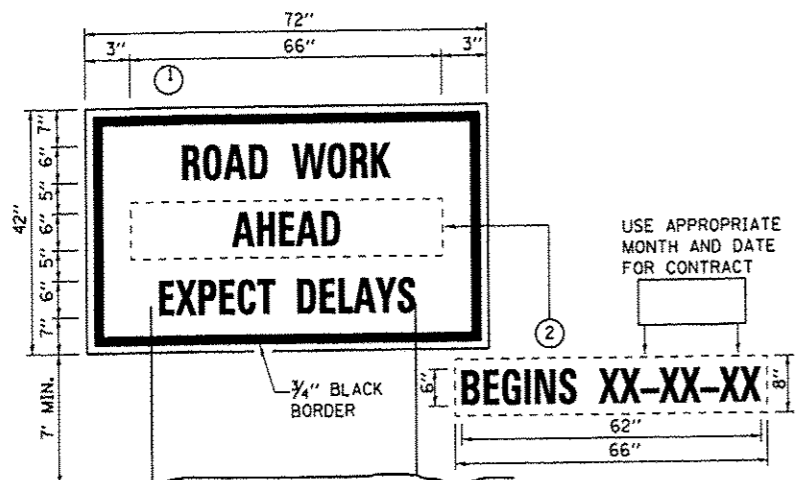 72"
3" 66" 3"
1
42"
7"
6"
5"
6"
5"
6"
7"
7' MIN.
ROAD WORK
AHEAD
EXPECT DELAYS
3/4" BLACK
BORDER
USE APPROPRIATE
MONTH AND DATE
FOR CONTRACT
2
6"
BEGINS XX-XX-XX
8"
62"
66"